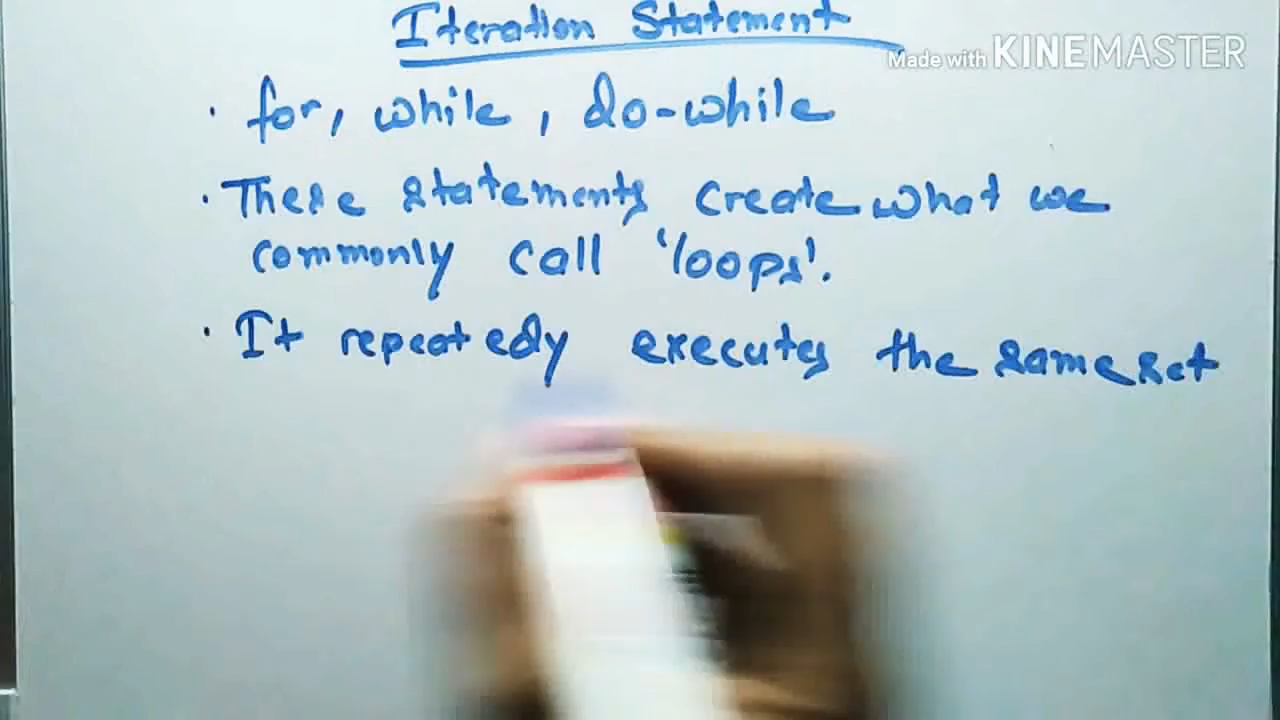 Iteration Statement
Made with KINEMASTER
· for, while, do-while
· These statements create what we
commonly call 'loops'.
· It repeatedy executes the same set